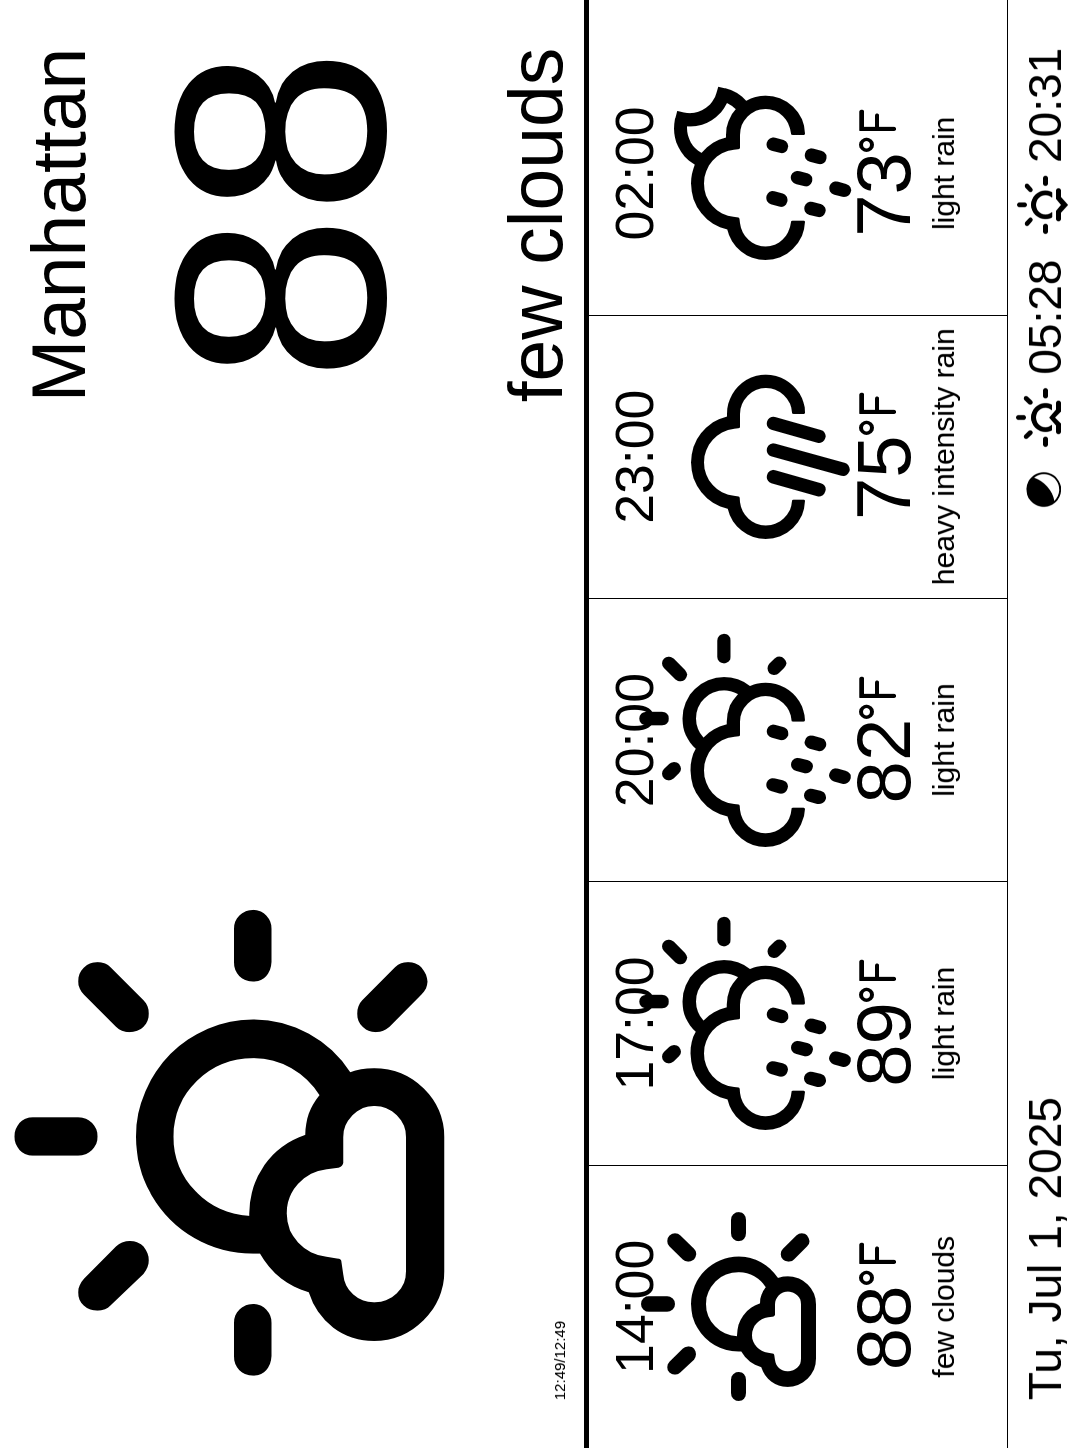 Manhattan
88
few clouds
12:49/12:49
14:00 17:00 20:00 23:00 02:00
88°F 89°F 82°F 75°F 73°F
few clouds light rain light rain heavy intensity rain light rain
Tu, Jul 1, 2025 05:28 20:31